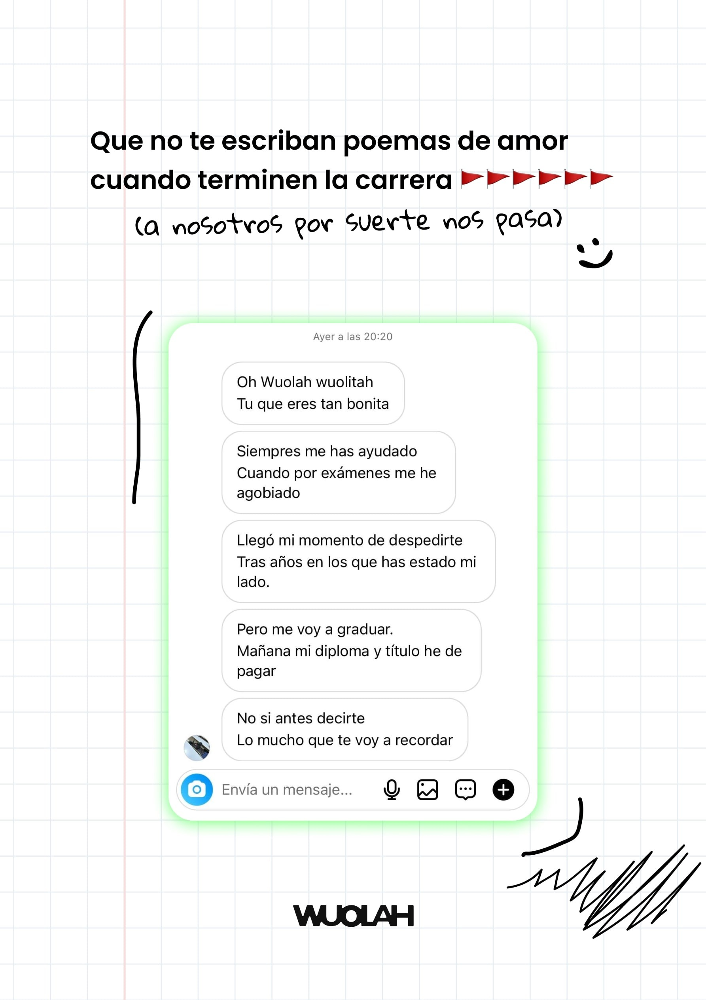 Que no te escriban poemas de amor
cuando terminen la carrera 🚩🚩🚩🚩🚩🚩
(a nosotros por suerte nos pasa)
Ayer a las 20:20
Oh Wuolah wuolitah
Tu que eres tan bonita
Siempres me has ayudado
Cuando por exámenes me he
agobiado
Llegó mi momento de despedirte
Tras años en los que has estado mi
lado.
Pero me voy a graduar.
Mañana mi diploma y título he de
pagar
No si antes decirte
Lo mucho que te voy a recordar
Envía un mensaje...
WUOLAH